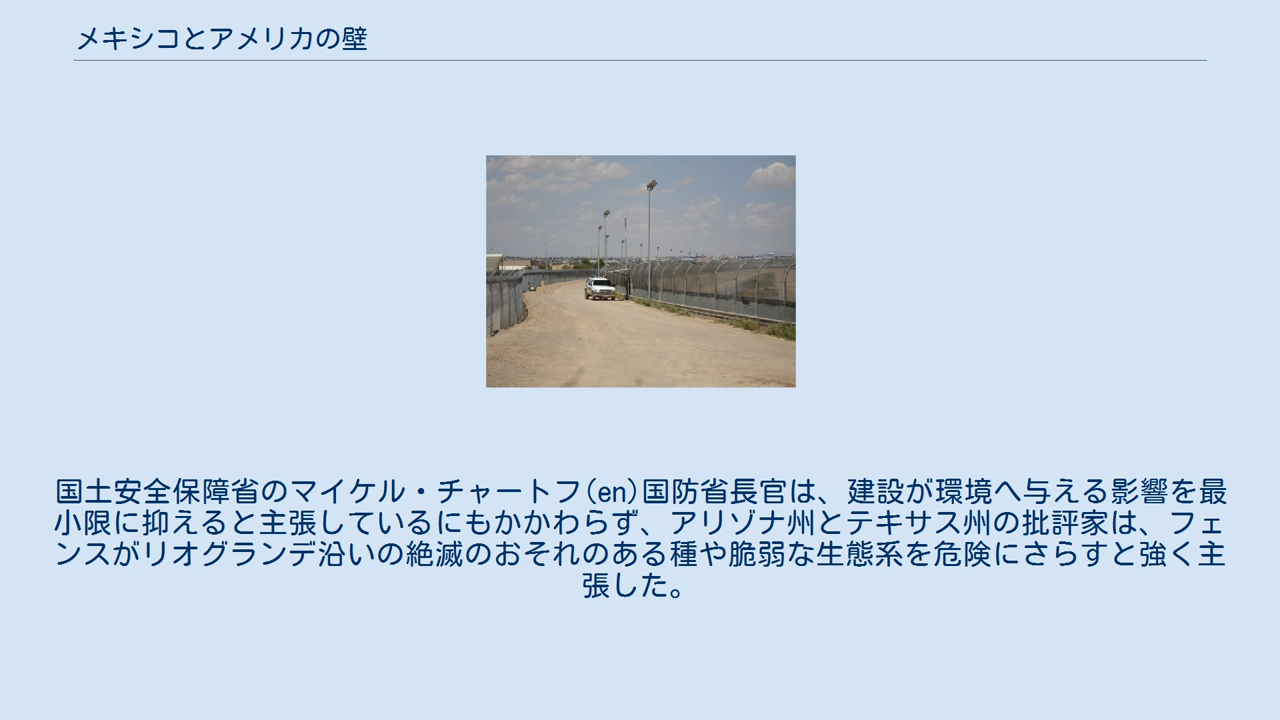 メキシコとアメリカの壁
国土安全保障省のマイケル・チャートフ(en)国防省長官は、建設が環境へ与える影響を最
小限に抑えると主張しているにもかかわらず、アリゾナ州とテキサス州の批評家は、フェ
ンスがリオグランデ沿いの絶滅のおそれのある種や脆弱な生態系を危険にさらすと強く主
張した。